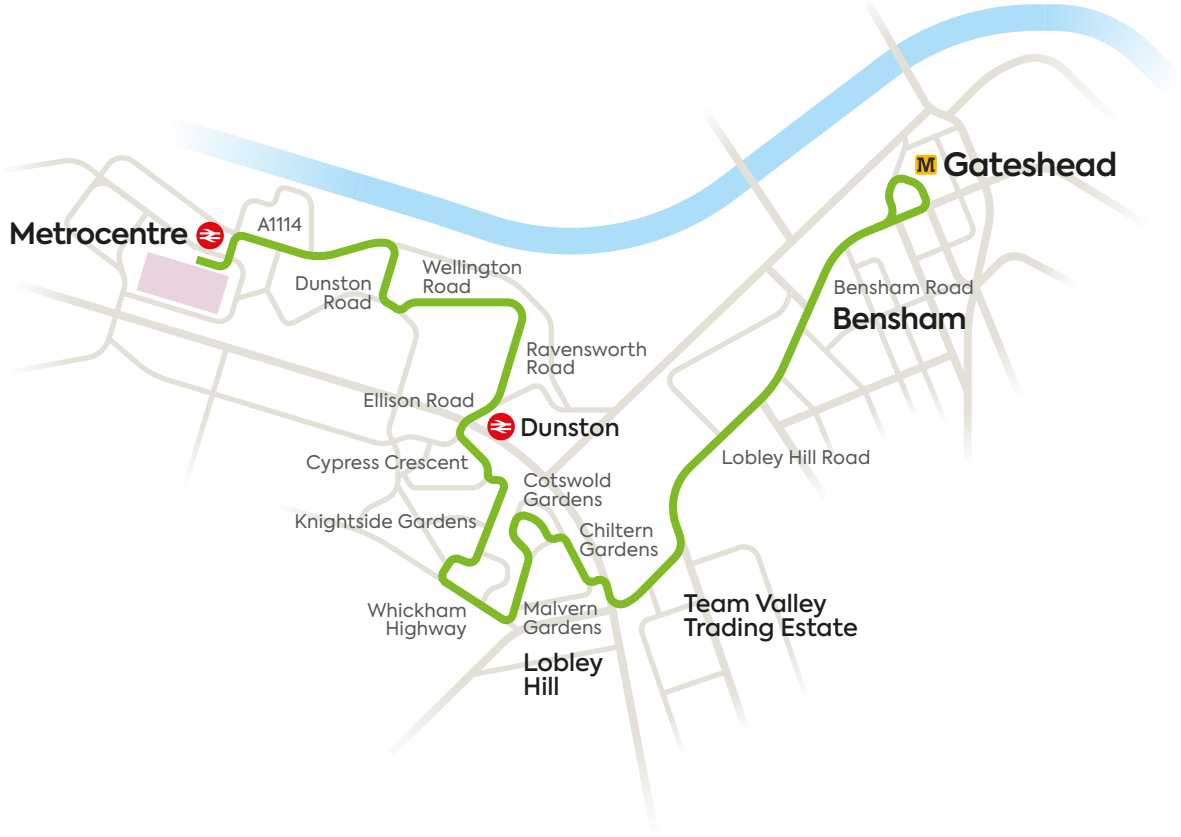 M Gateshead
Metrocentre
A1114
Wellington
Road
Dunston
Road
Bensham Road
Bensham
Ravensworth
Road
Ellison Road
Dunston
Cypress Crescent
Lobley Hill Road
Cotswold
Gardens
Knightside Gardens
Chiltern
Gardens
Whickham
Highway
Malvern
Gardens
Team Valley
Trading Estate
Lobley
Hill